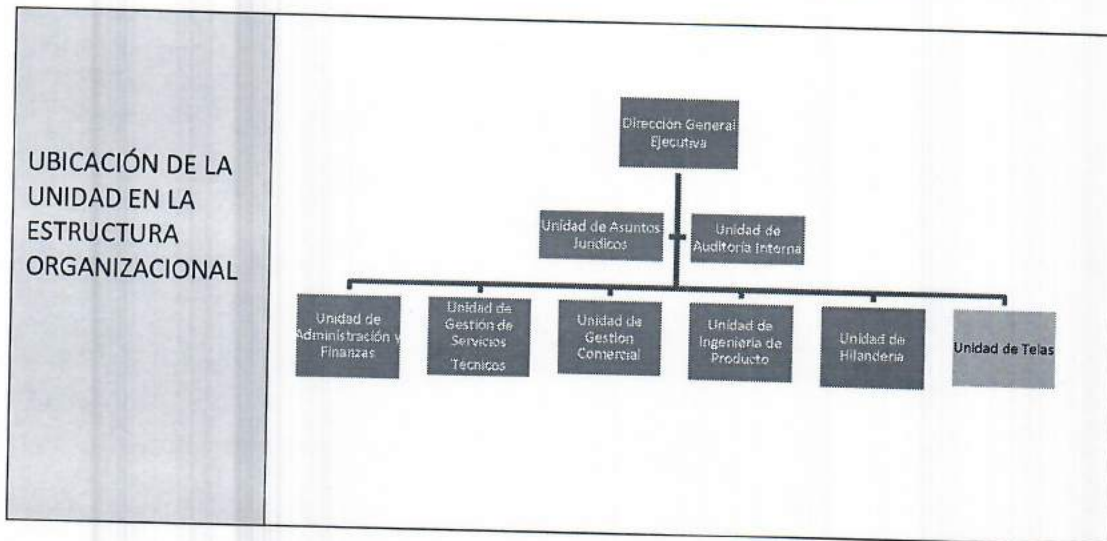 UBICACIÓN DE LA
UNIDAD EN LA
ESTRUCTURA
ORGANIZACIONAL
Dirección General
Ejecutiva
Unidad de Asuntos
Jurídicos
Unidad de
Auditoría Interna
Unidad de
Administración y
Finanzas
Unidad de
Gestión de
Servicios
Técnicos
Unidad de
Gestion
Comercial
Unidad de
Ingeniería de
Producto
Unidad de
Hilandería
Unidad de Telas